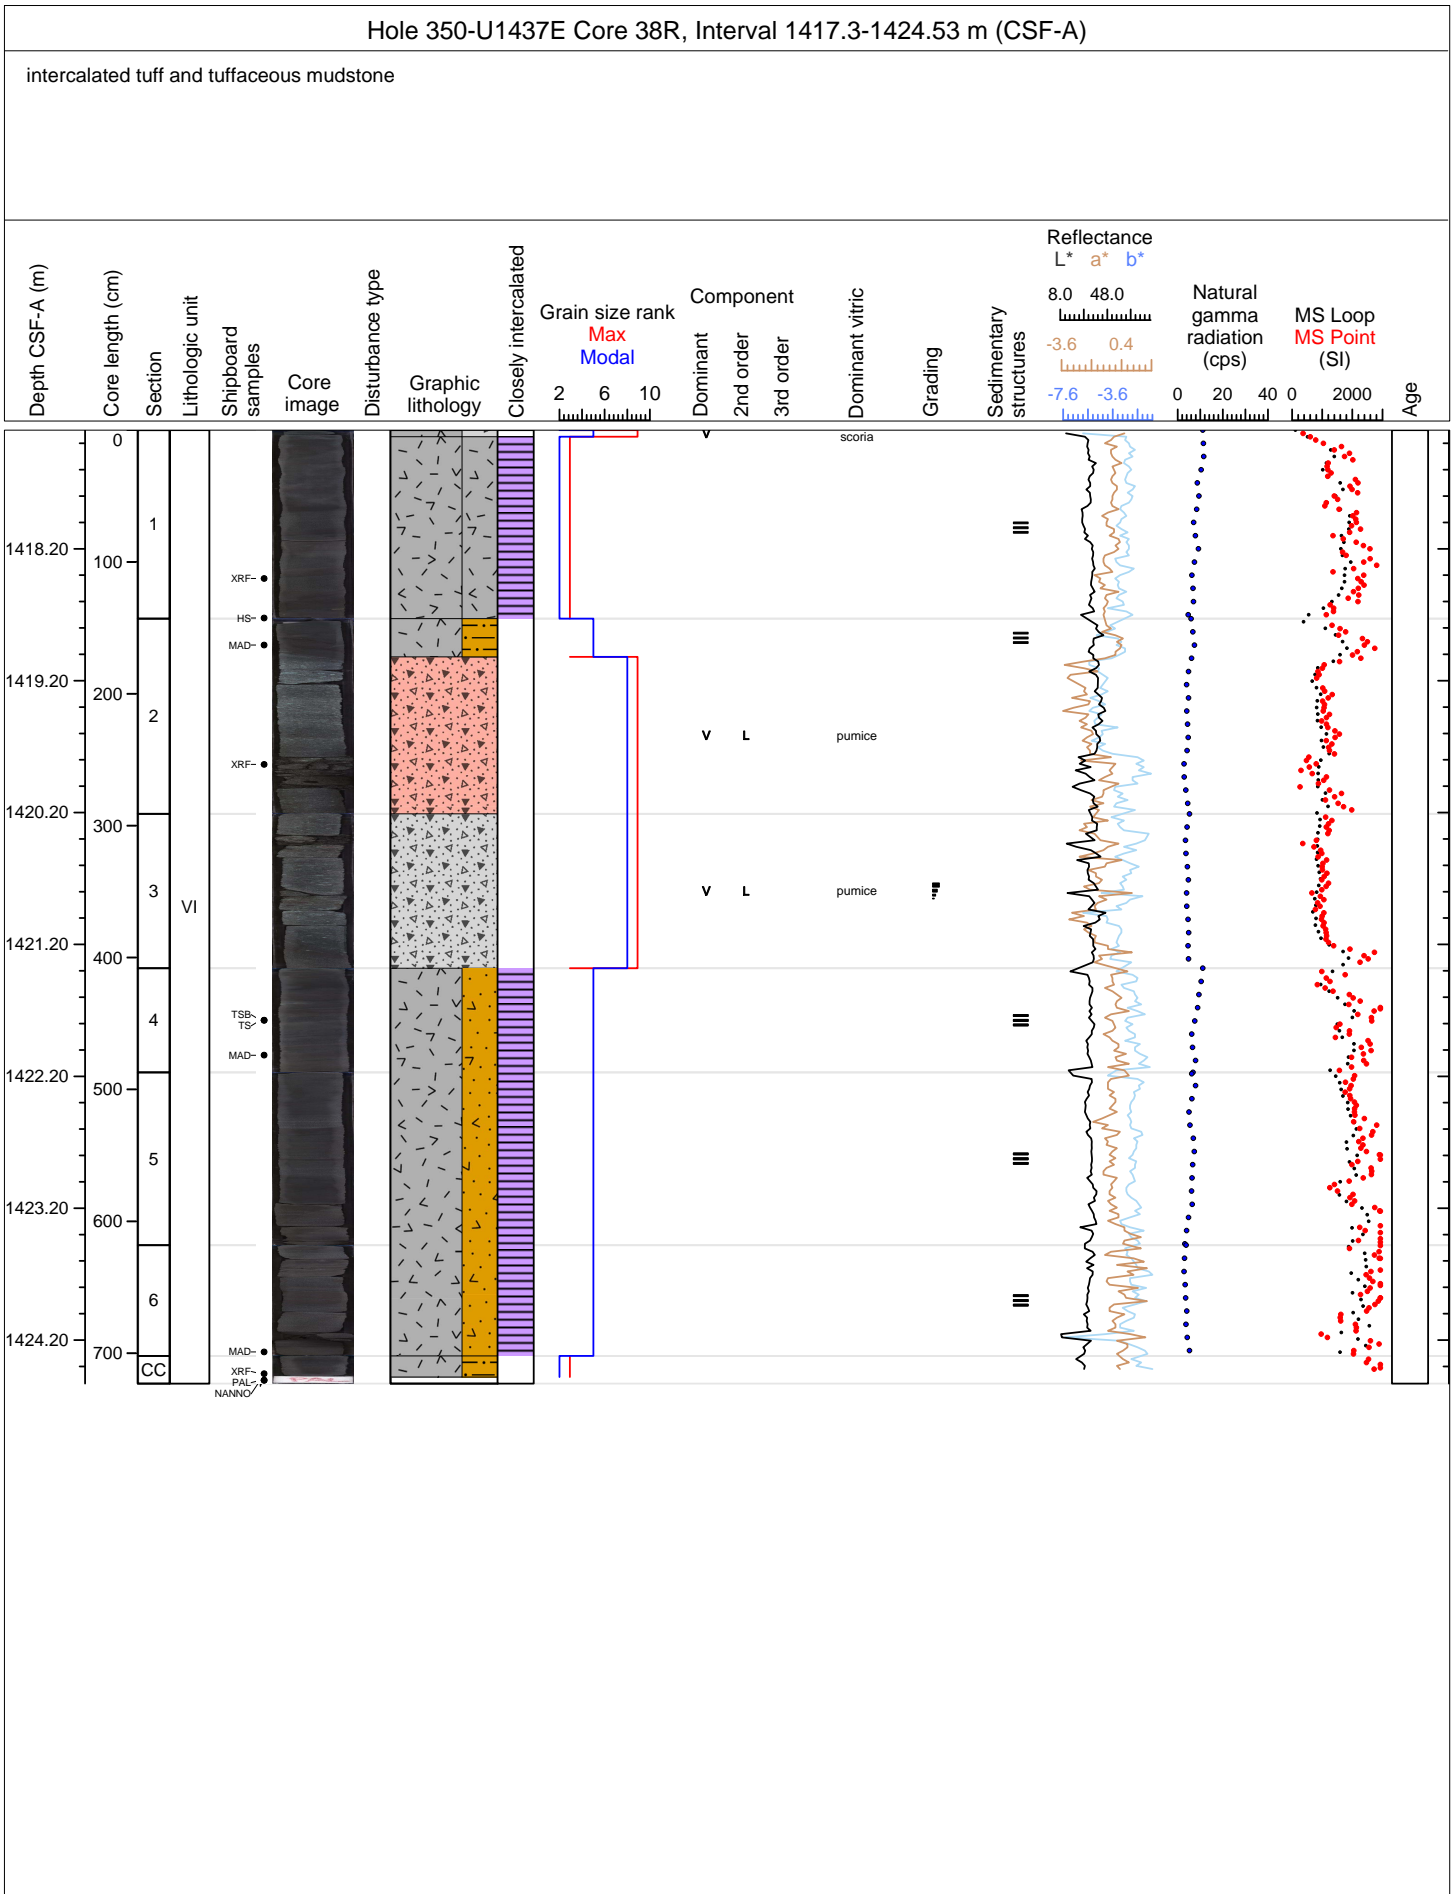 Hole 350-U1437E Core 38R, Interval 1417.3-1424.53 m (CSF-A)
intercalated tuff and tuffaceous mudstone
Depth CSF-A (m)
Core length (cm)
Section
Lithologic unit
Shipboard
samples
Core
image
Disturbance type
Graphic
lithology
Closely intercalated
Grain size rank
Max
Modal
2 6 10
Component
Dominant
2nd order
3rd order
Dominant vitric
Grading
Sedimentary
structures
Reflectance
L* a* b*
8.0 48.0
-3.6 0.4
-7.6 -3.6
Natural
gamma
radiation
(cps)
0 20 40
MS Loop
MS Point
(SI)
0 2000
Age
0
V
scoria
1
1418.20
100
XRF
HS
MAD
1419.20
200
2
V L pumice
XRF
1420.20
300
3
V L pumice
VI
1421.20
400
4
TSB
TS
MAD
1422.20
500
5
1423.20
600
6
1424.20
700
MAD
CC
XRF
PAL
PAL
NANNO